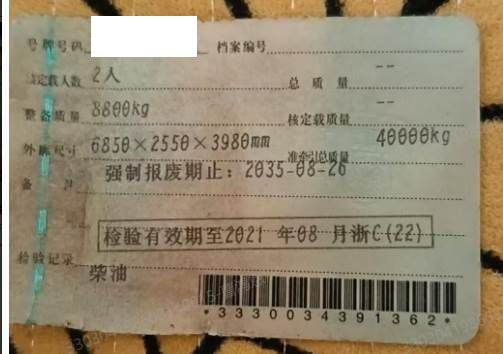 号牌号码 档案编号 --
核定载人数 2人 总质量 --
整备质量 8800kg 核定载质量 --
外廓尺寸 6850×2550×3980mm 准牵引总质量 40000kg
备注 强制报废期止：2035-08-26
检验有效期至2021年08月浙C(22)
检验记录
柴油
*3330034391362*